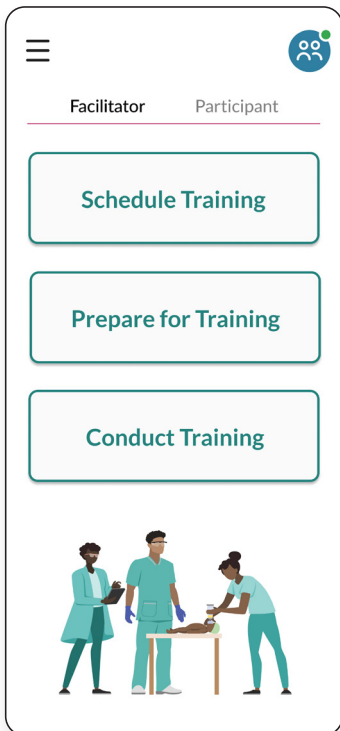 Facilitator Participant
Schedule Training
Prepare for Training
Conduct Training